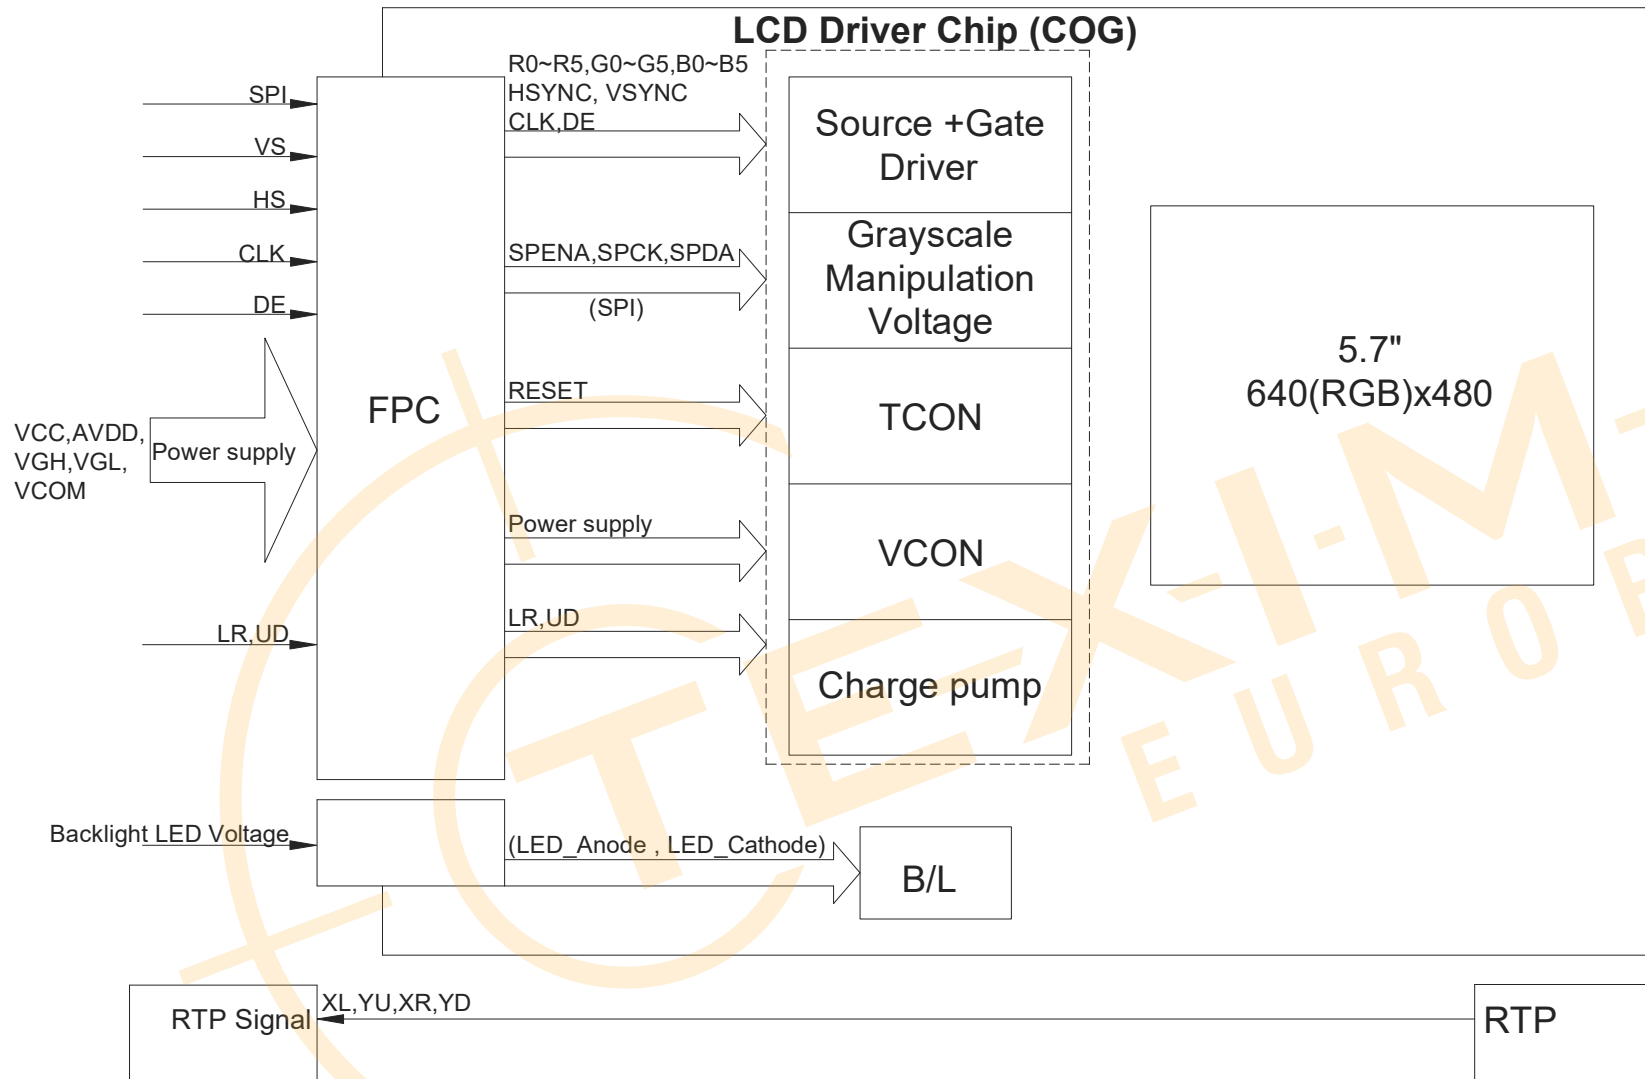 LCD Driver Chip (COG)
R0~R5,G0~G5,B0~B5
HSYNC, VSYNC
CLK,DE
SPI
VS
HS
CLK
DE
VCC,AVDD,
VGH,VGL,
VCOM
Power supply
LR,UD
FPC
SPENA,SPCK,SPDA
(SPI)
RESET
Power supply
LR,UD
Source +Gate
Driver
Grayscale
Manipulation
Voltage
TCON
VCON
Charge pump
5.7"
640(RGB)x480
Backlight LED Voltage
(LED_Anode , LED_Cathode)
B/L
RTP Signal
XL,YU,XR,YD
RTP
TEXIM
EUROP